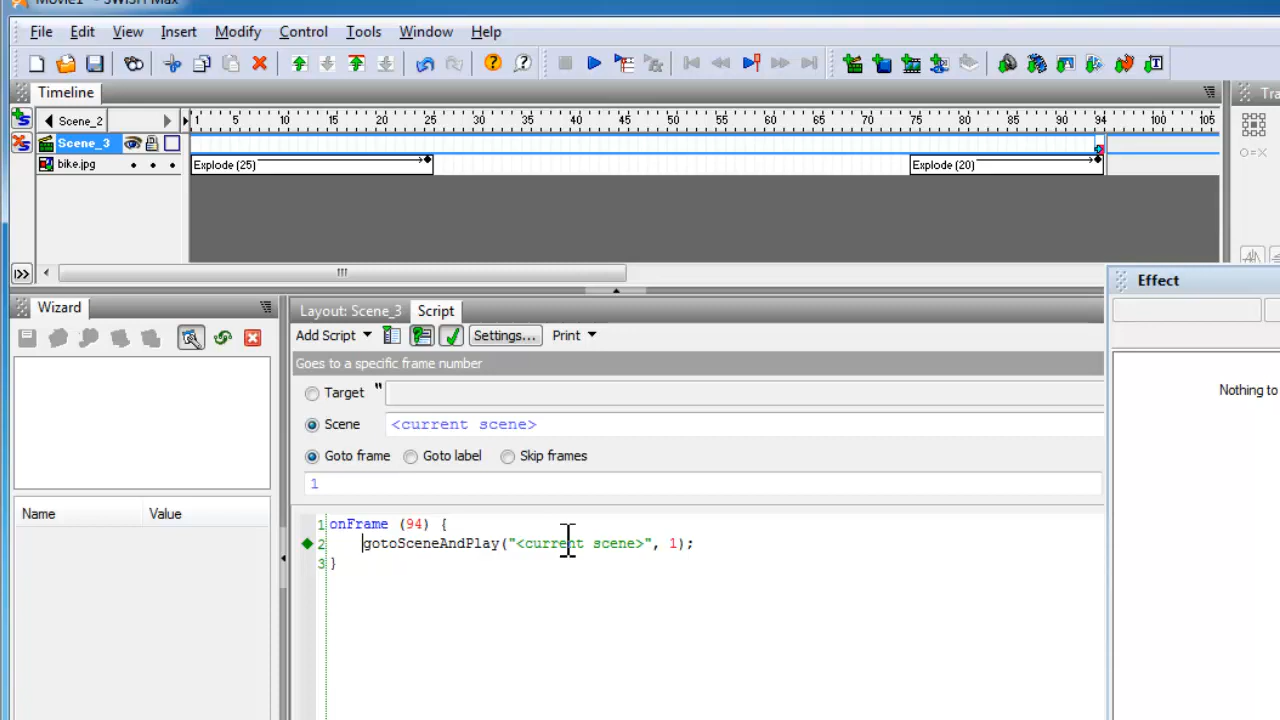 Movie1 * - SWiSH Max
File Edit View Insert Modify Control Tools Window Help
Timeline
Tra
Scene_2
1 5 10 15 20 25 30 35 40 45 50 55 60 65 70 75 80 85 90 94 100 105
Scene_3
bike.jpg
Explode (25)
Explode (20)
Wizard
Layout: Scene_3 Script
Effect
Add Script Settings... Print
Goes to a specific frame number
Target "
Nothing to
Scene <current scene>
Goto frame Goto label Skip frames
1
Name Value
1 onFrame (94) {
2 gotoSceneAndPlay("<current scene>", 1);
3 }